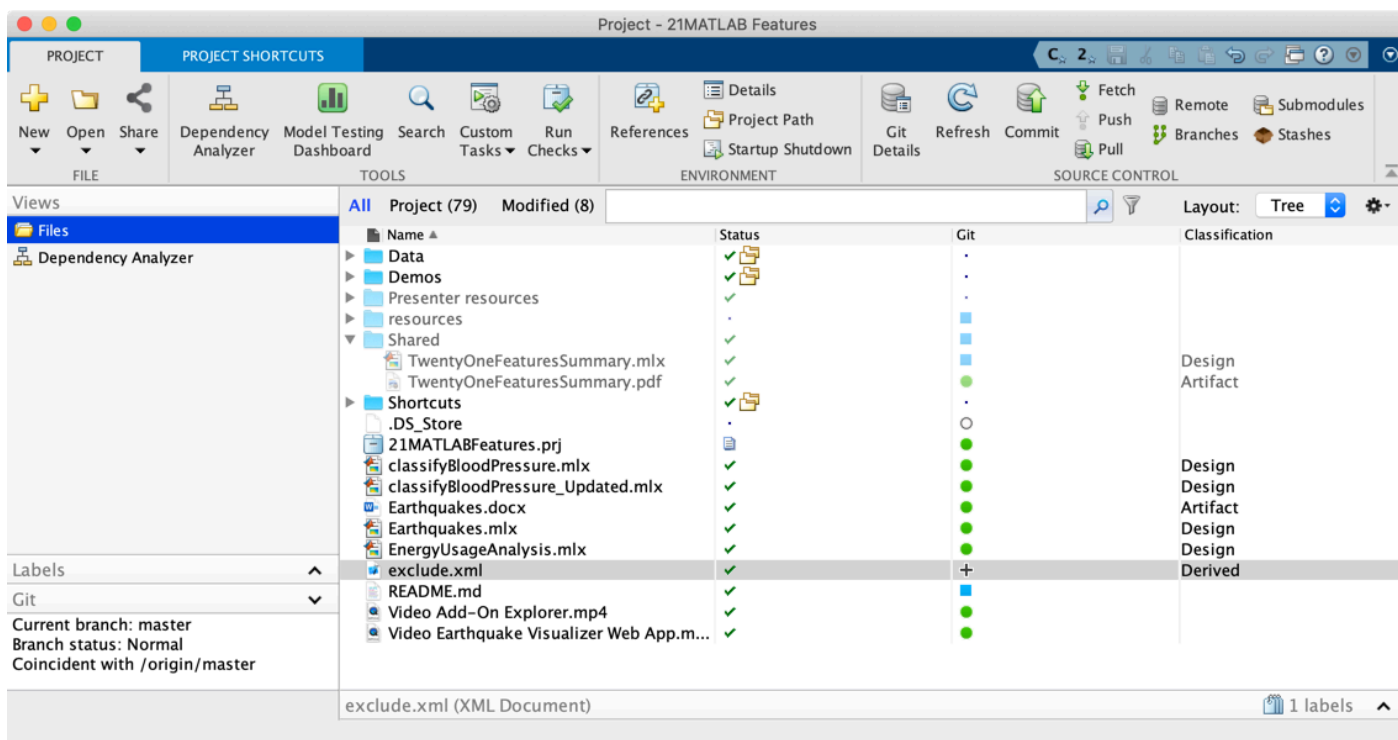 Project - 21MATLAB Features
PROJECT
PROJECT SHORTCUTS
New
Open
Share
FILE
Dependency Analyzer
Model Testing Dashboard
Search
Custom Tasks
Run Checks
TOOLS
References
Details
Project Path
Startup Shutdown
ENVIRONMENT
Git Details
Refresh
Commit
Fetch
Push
Pull
Remote
Branches
Submodules
Stashes
SOURCE CONTROL
C 2
Views
Files
Dependency Analyzer
Labels
Git
Current branch: master
Branch status: Normal
Coincident with /origin/master
All Project (79) Modified (8)
Layout: Tree
Name Status Git Classification
Data
Demos
Presenter resources
resources
Shared
TwentyOneFeaturesSummary.mlx Design
TwentyOneFeaturesSummary.pdf Artifact
Shortcuts
.DS_Store
21MATLABFeatures.prj
classifyBloodPressure.mlx Design
classifyBloodPressure_Updated.mlx Design
Earthquakes.docx Artifact
Earthquakes.mlx Design
EnergyUsageAnalysis.mlx Design
exclude.xml + Derived
README.md
Video Add-On Explorer.mp4
Video Earthquake Visualizer Web App.m...
exclude.xml (XML Document) 1 labels